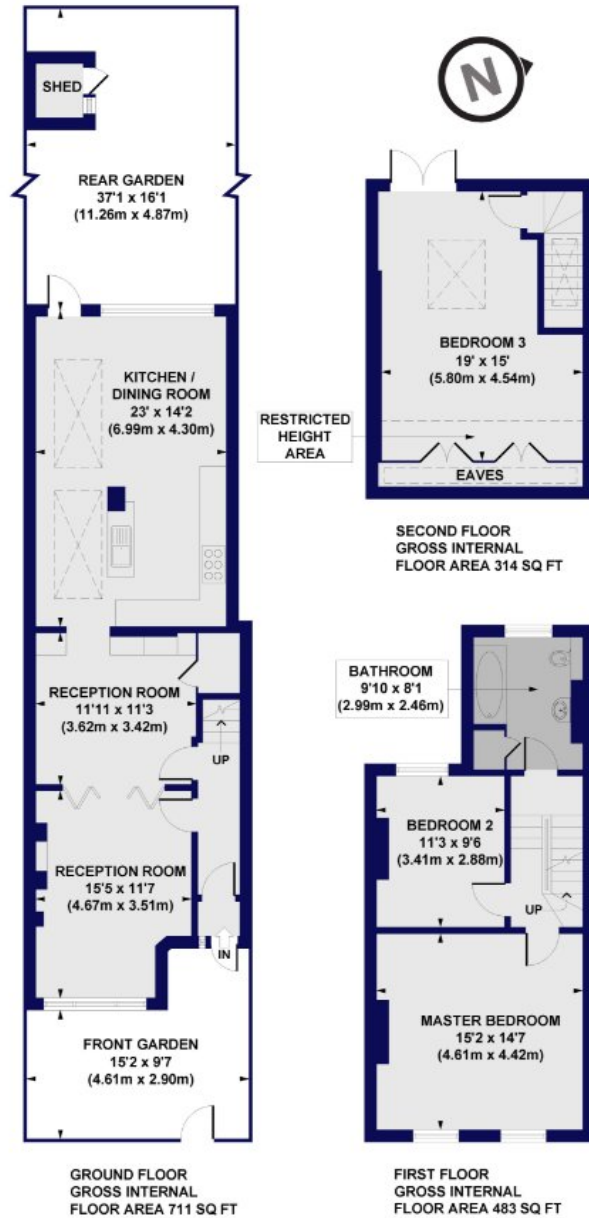 SHED
N
REAR GARDEN
37'1 x 16'1
(11.26m x 4.87m)
KITCHEN /
DINING ROOM
23' x 14'2
(6.99m x 4.30m)
RECEPTION ROOM
11'11 x 11'3
(3.62m x 3.42m)
UP
RECEPTION ROOM
15'5 x 11'7
(4.67m x 3.51m)
IN
FRONT GARDEN
15'2 x 9'7
(4.61m x 2.90m)
GROUND FLOOR
GROSS INTERNAL
FLOOR AREA 711 SQ FT
BEDROOM 3
19' x 15'
(5.80m x 4.54m)
RESTRICTED
HEIGHT
AREA
EAVES
SECOND FLOOR
GROSS INTERNAL
FLOOR AREA 314 SQ FT
BATHROOM
9'10 x 8'1
(2.99m x 2.46m)
BEDROOM 2
11'3 x 9'6
(3.41m x 2.88m)
UP
MASTER BEDROOM
15'2 x 14'7
(4.61m x 4.42m)
FIRST FLOOR
GROSS INTERNAL
FLOOR AREA 483 SQ FT